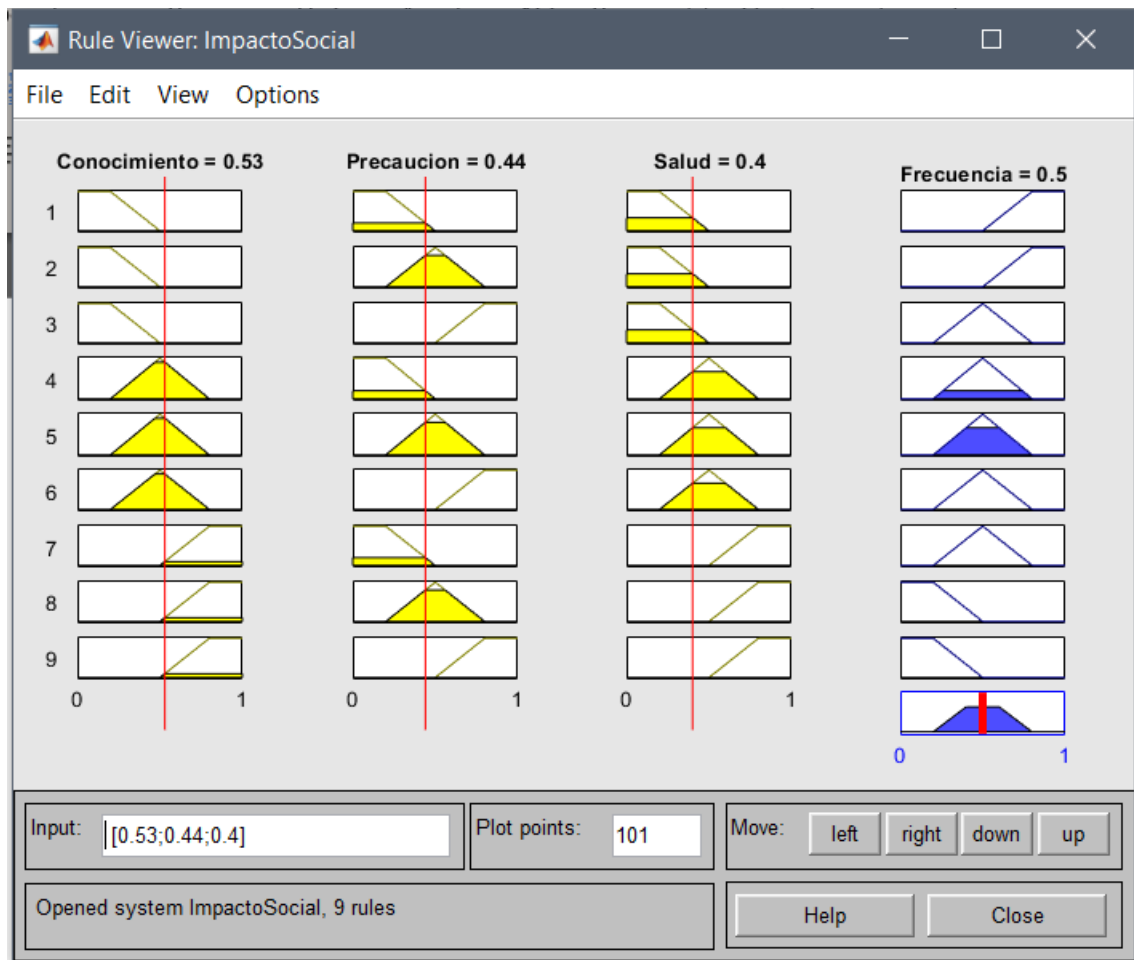 Rule Viewer: ImpactoSocial
File Edit View Options
Conocimiento = 0.53 Precaucion = 0.44 Salud = 0.4 Frecuencia = 0.5
1
2
3
4
5
6
7
8
9
0 1 0 1 0 1
0 1
Input: [0.53;0.44;0.4] Plot points: 101 Move: left right down up
Opened system ImpactoSocial, 9 rules Help Close